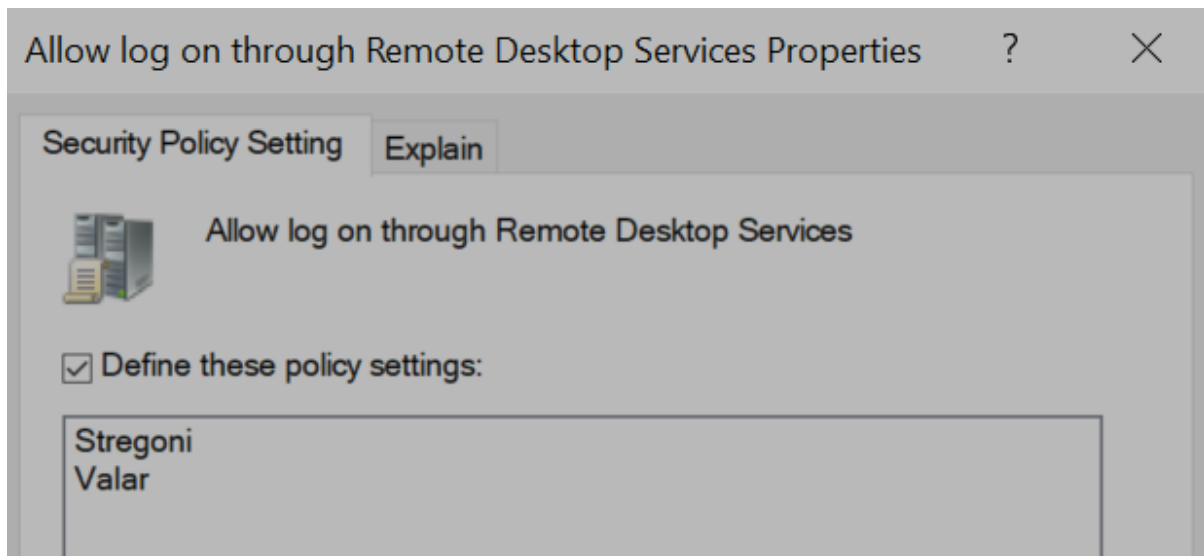 Allow log on through Remote Desktop Services Properties ?
Security Policy Setting Explain
Allow log on through Remote Desktop Services
Define these policy settings:
Stregoni
Valar